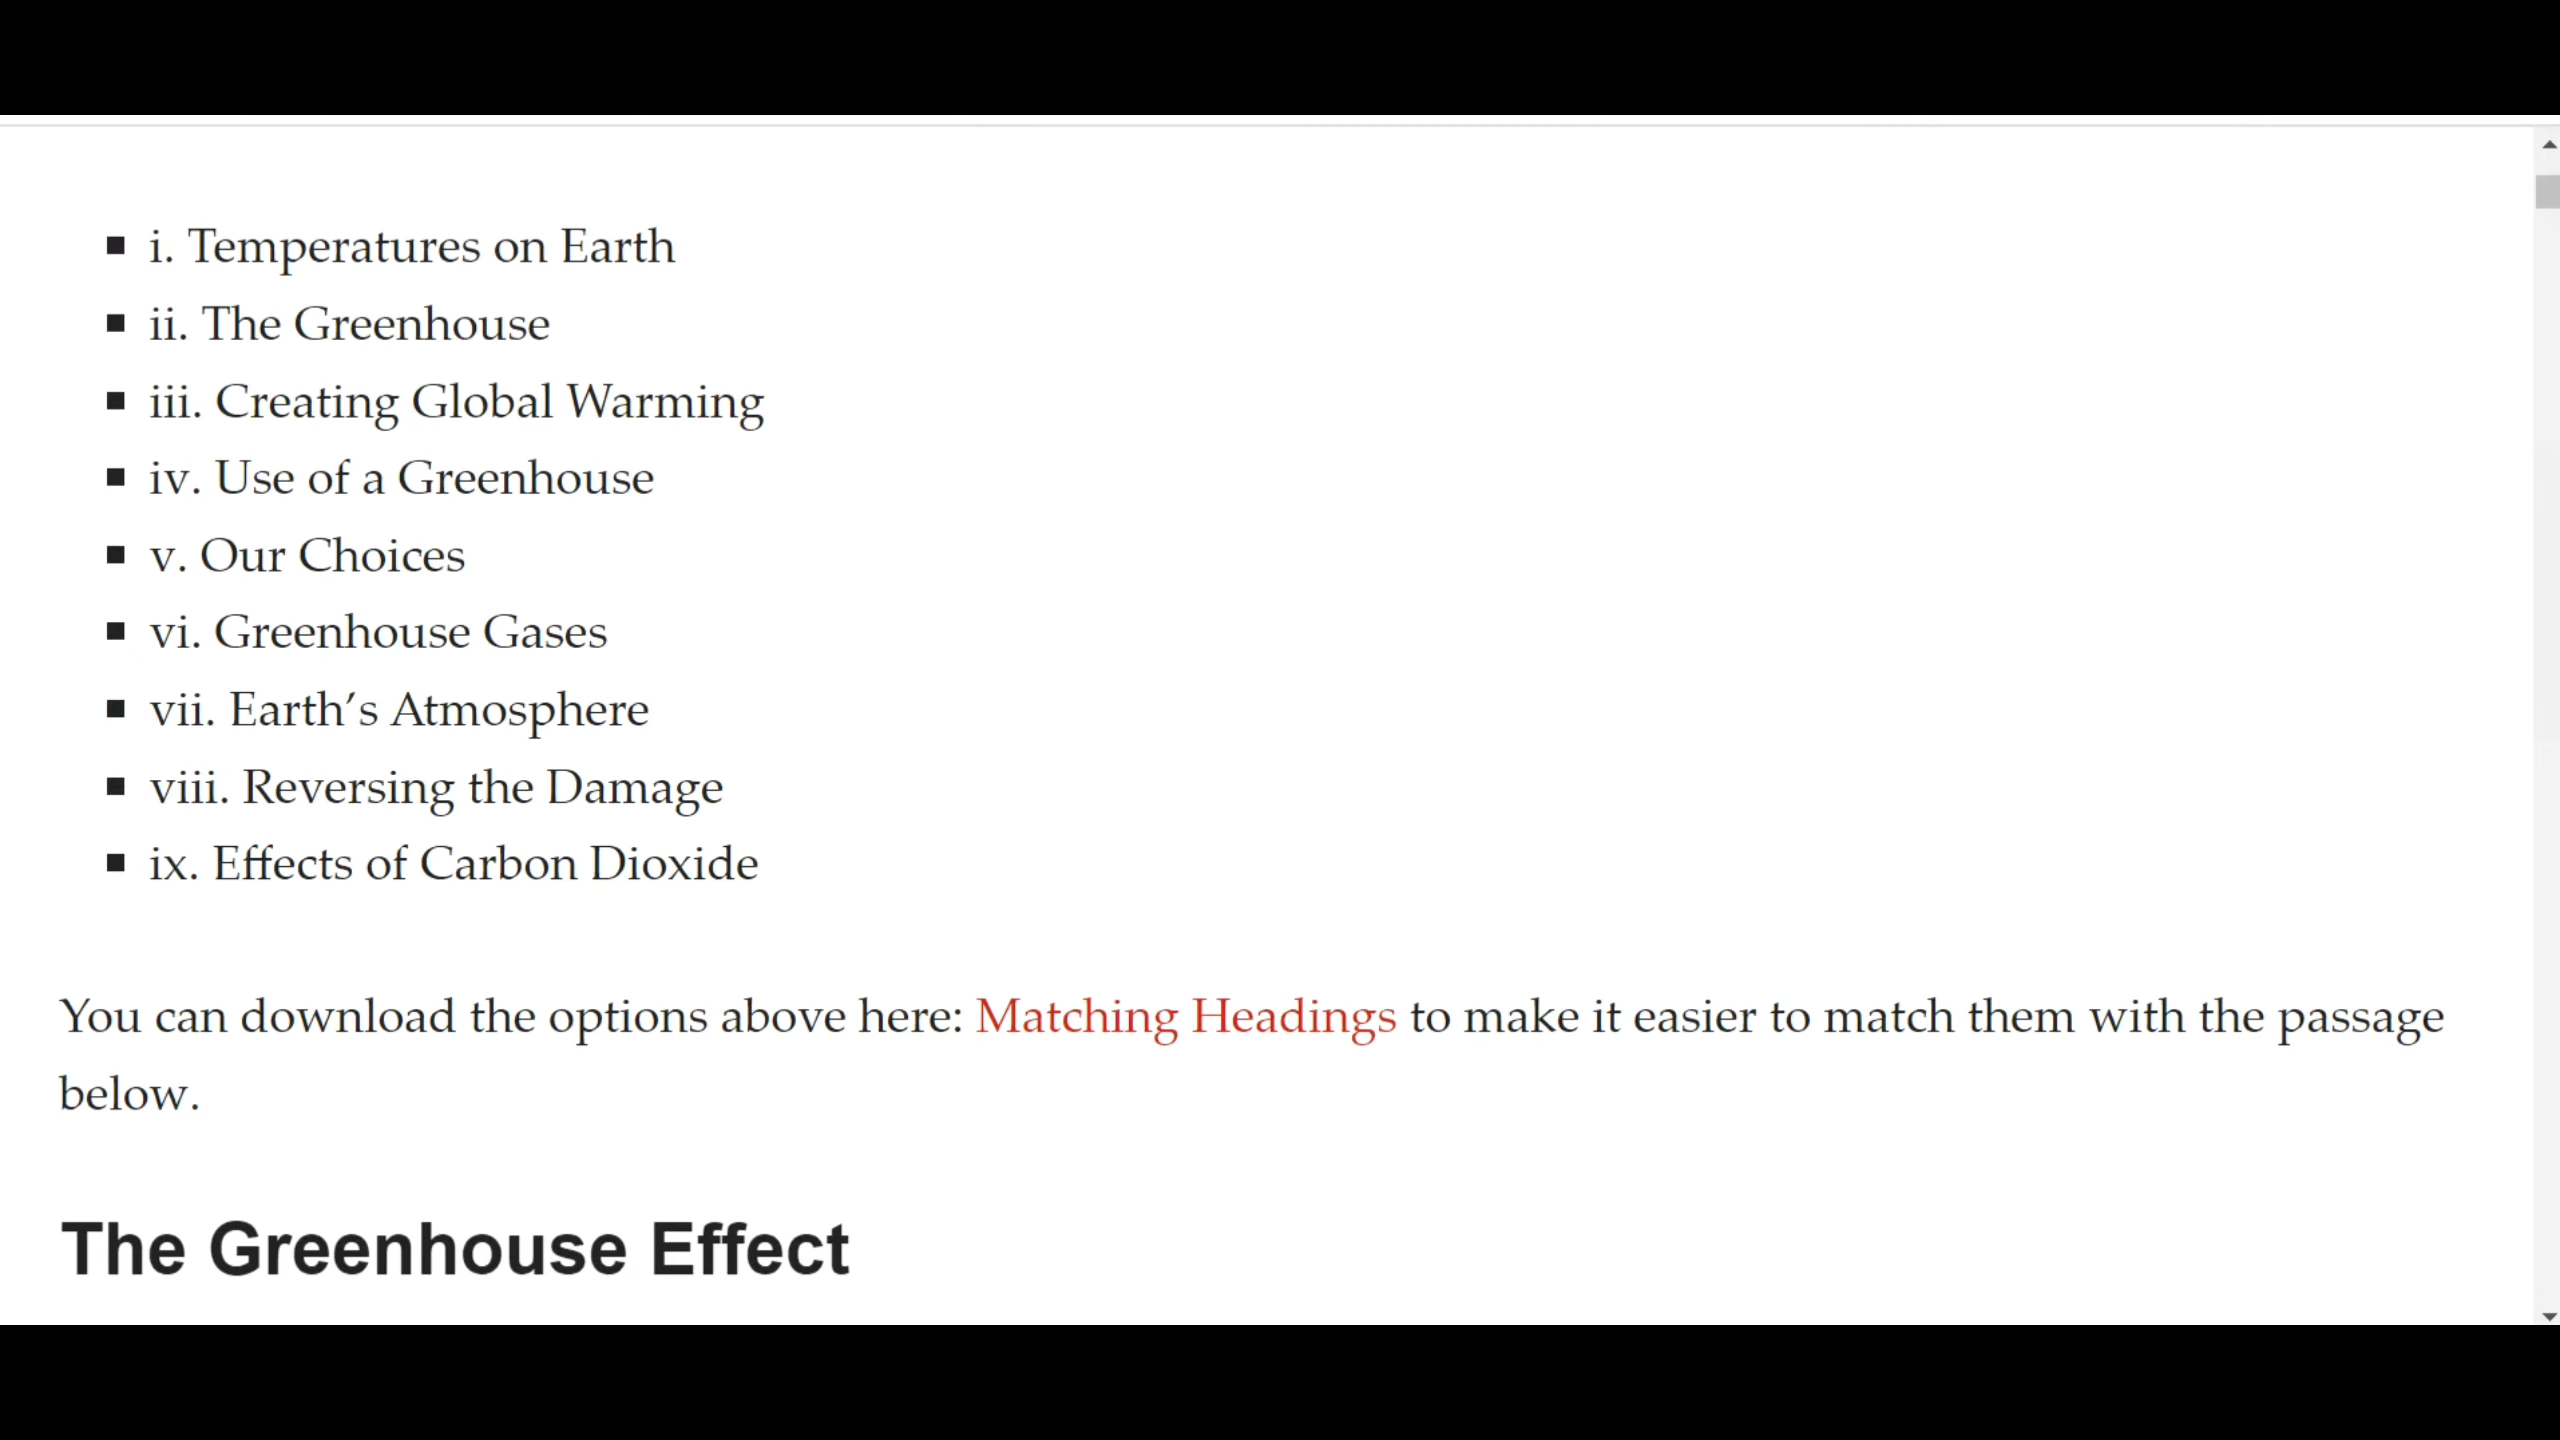 i. Temperatures on Earth
ii. The Greenhouse
iii. Creating Global Warming
iv. Use of a Greenhouse
v. Our Choices
vi. Greenhouse Gases
vii. Earth’s Atmosphere
viii. Reversing the Damage
ix. Effects of Carbon Dioxide
You can download the options above here: Matching Headings to make it easier to match them with the passage
below.
The Greenhouse Effect